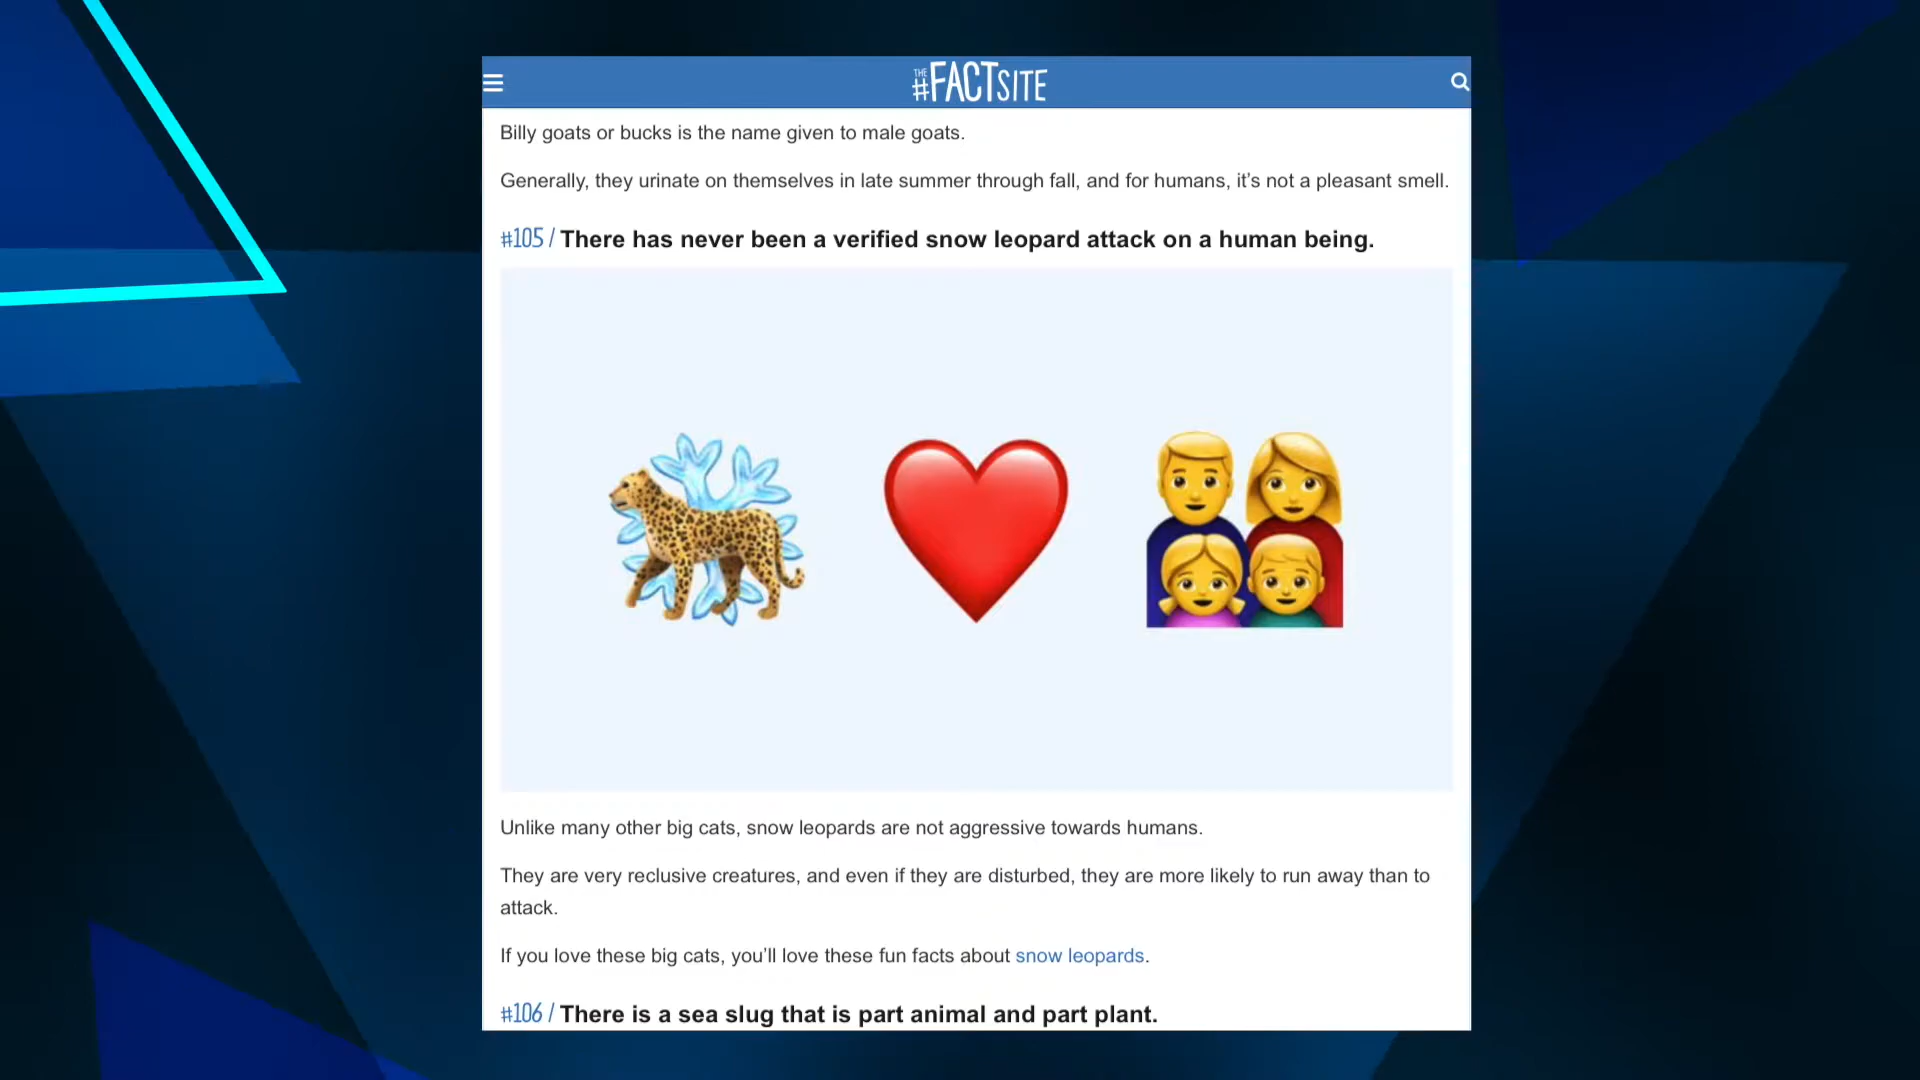 THE
#FACTSITE
Billy goats or bucks is the name given to male goats.
Generally, they urinate on themselves in late summer through fall, and for humans, it’s not a pleasant smell.
#105 / There has never been a verified snow leopard attack on a human being.
Unlike many other big cats, snow leopards are not aggressive towards humans.
They are very reclusive creatures, and even if they are disturbed, they are more likely to run away than to
attack.
If you love these big cats, you’ll love these fun facts about snow leopards.
#106 / There is a sea slug that is part animal and part plant.